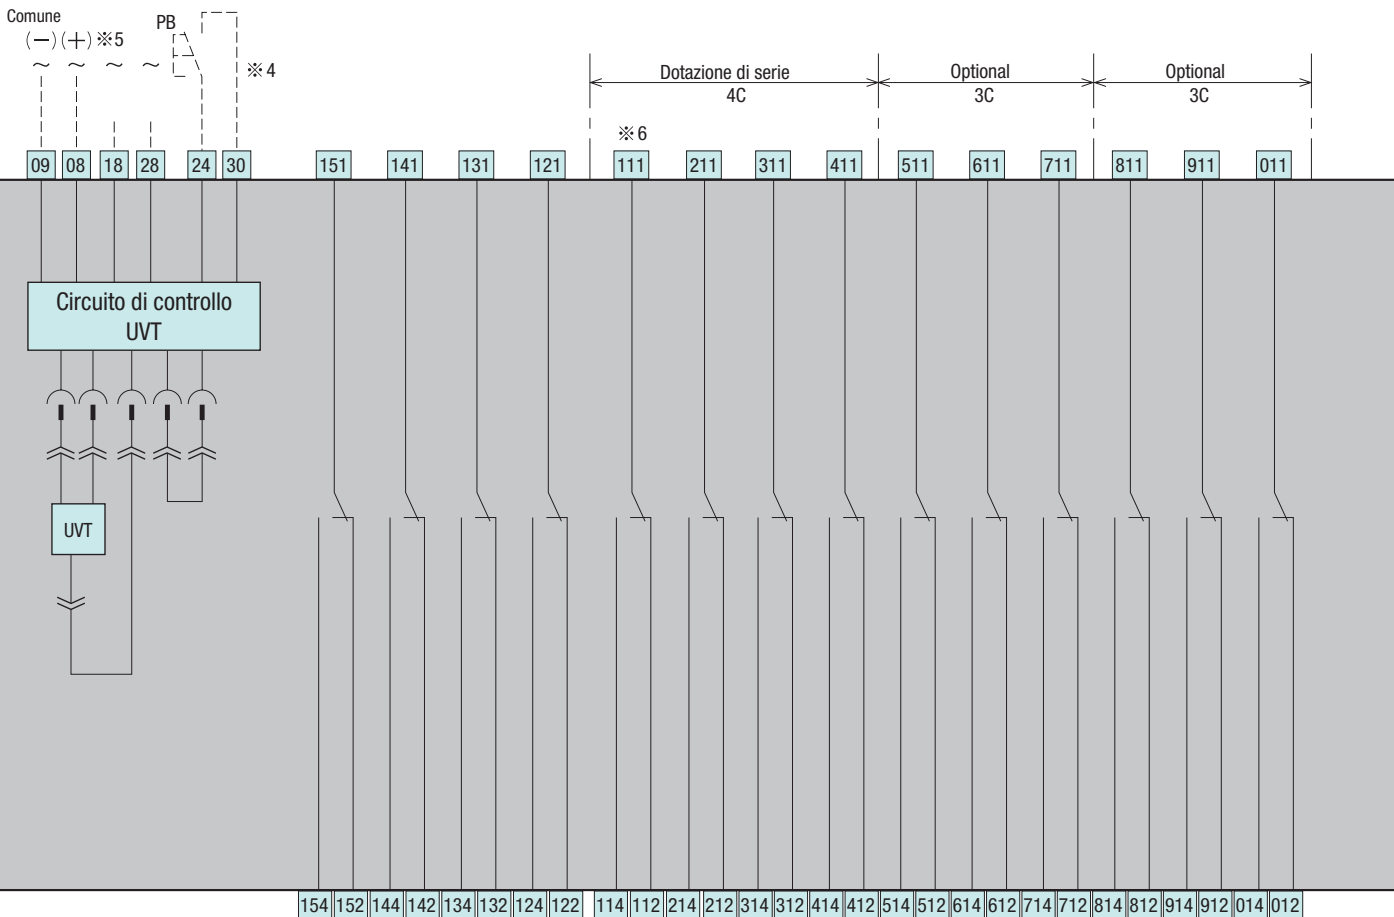 Comune
(−) (+) ※5
∼ ∼ ∼ ∼
PB
※4
Dotazione di serie
4C
Optional
3C
Optional
3C
※6
09 08 18 28 24 30 151 141 131 121 111 211 311 411 511 611 711 811 911 011
Circuito di controllo
UVT
UVT
154 152 144 142 134 132 124 122 114 112 214 212 314 312 414 412 514 512 614 612 714 712 814 812 914 912 014 012